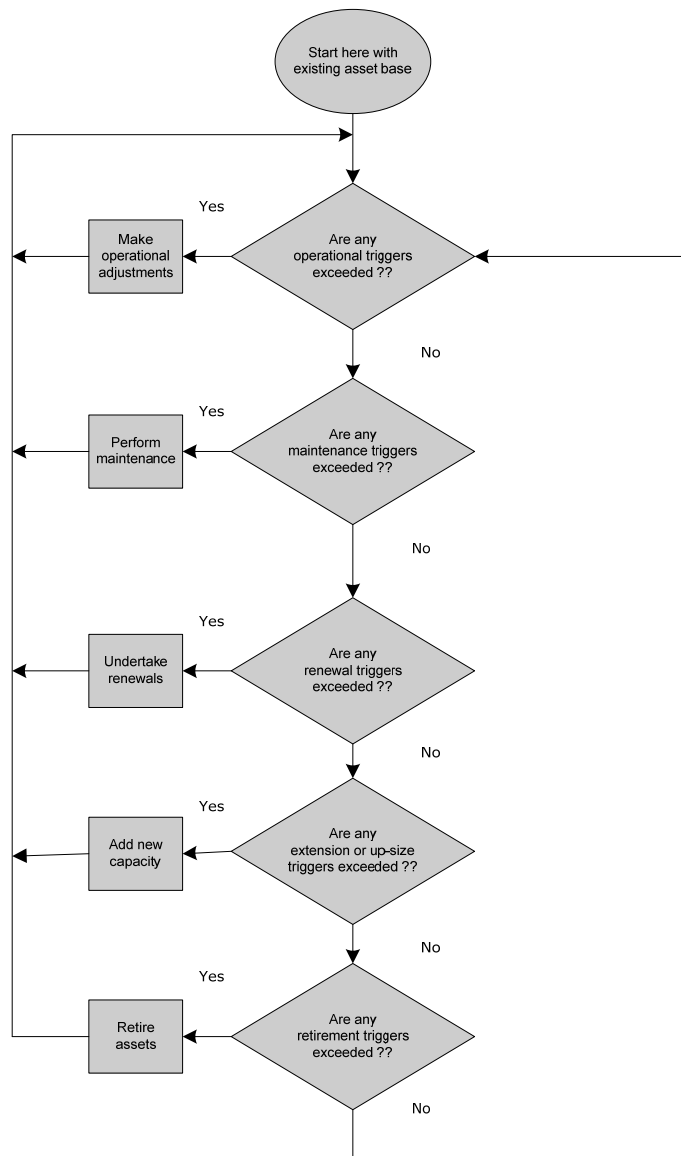 Start here with
existing asset base
Yes
Make
operational
adjustments
Are any
operational triggers
exceeded ??
No
Yes
Perform
maintenance
Are any
maintenance triggers
exceeded ??
No
Yes
Undertake
renewals
Are any
renewal triggers
exceeded ??
No
Yes
Add new
capacity
Are any
extension or up-size
triggers exceeded ??
No
Yes
Retire
assets
Are any
retirement triggers
exceeded ??
No